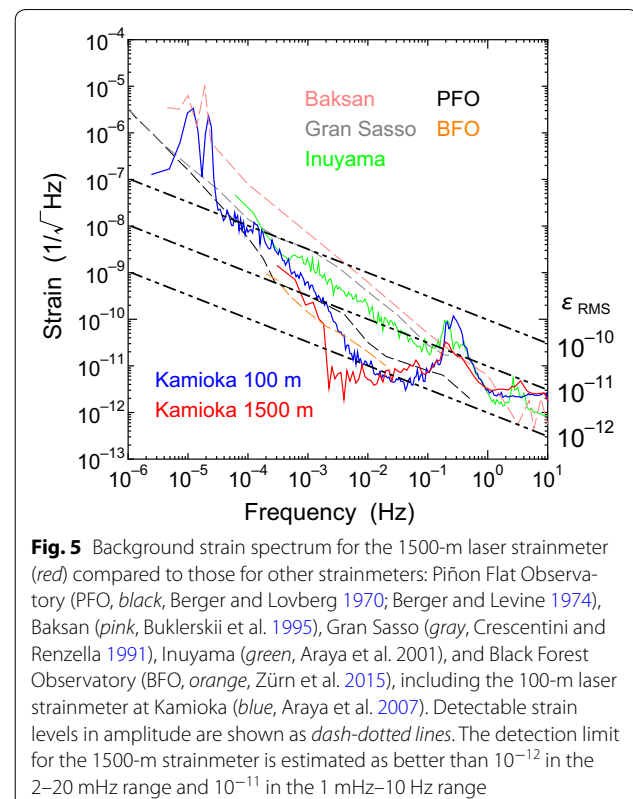 10⁻⁴
10⁻⁵
10⁻⁶
10⁻⁷
10⁻⁸
10⁻⁹
10⁻¹⁰
10⁻¹¹
10⁻¹²
10⁻¹³
Strain (1/√Hz)
Baksan
Gran Sasso
Inuyama
PFO
BFO
Kamioka 100 m
Kamioka 1500 m
ε RMS
10⁻¹⁰
10⁻¹¹
10⁻¹²
10⁻⁶ 10⁻⁵ 10⁻⁴ 10⁻³ 10⁻² 10⁻¹ 10⁰ 10¹
Frequency (Hz)
Fig. 5 Background strain spectrum for the 1500-m laser strainmeter
(red) compared to those for other strainmeters: Piñon Flat Observa-
tory (PFO, black, Berger and Lovberg 1970; Berger and Levine 1974),
Baksan (pink, Buklerskii et al. 1995), Gran Sasso (gray, Crescentini and
Renzella 1991), Inuyama (green, Araya et al. 2001), and Black Forest
Observatory (BFO, orange, Zürn et al. 2015), including the 100-m laser
strainmeter at Kamioka (blue, Araya et al. 2007). Detectable strain
levels in amplitude are shown as dash-dotted lines. The detection limit
for the 1500-m strainmeter is estimated as better than 10⁻¹² in the
2–20 mHz range and 10⁻¹¹ in the 1 mHz–10 Hz range